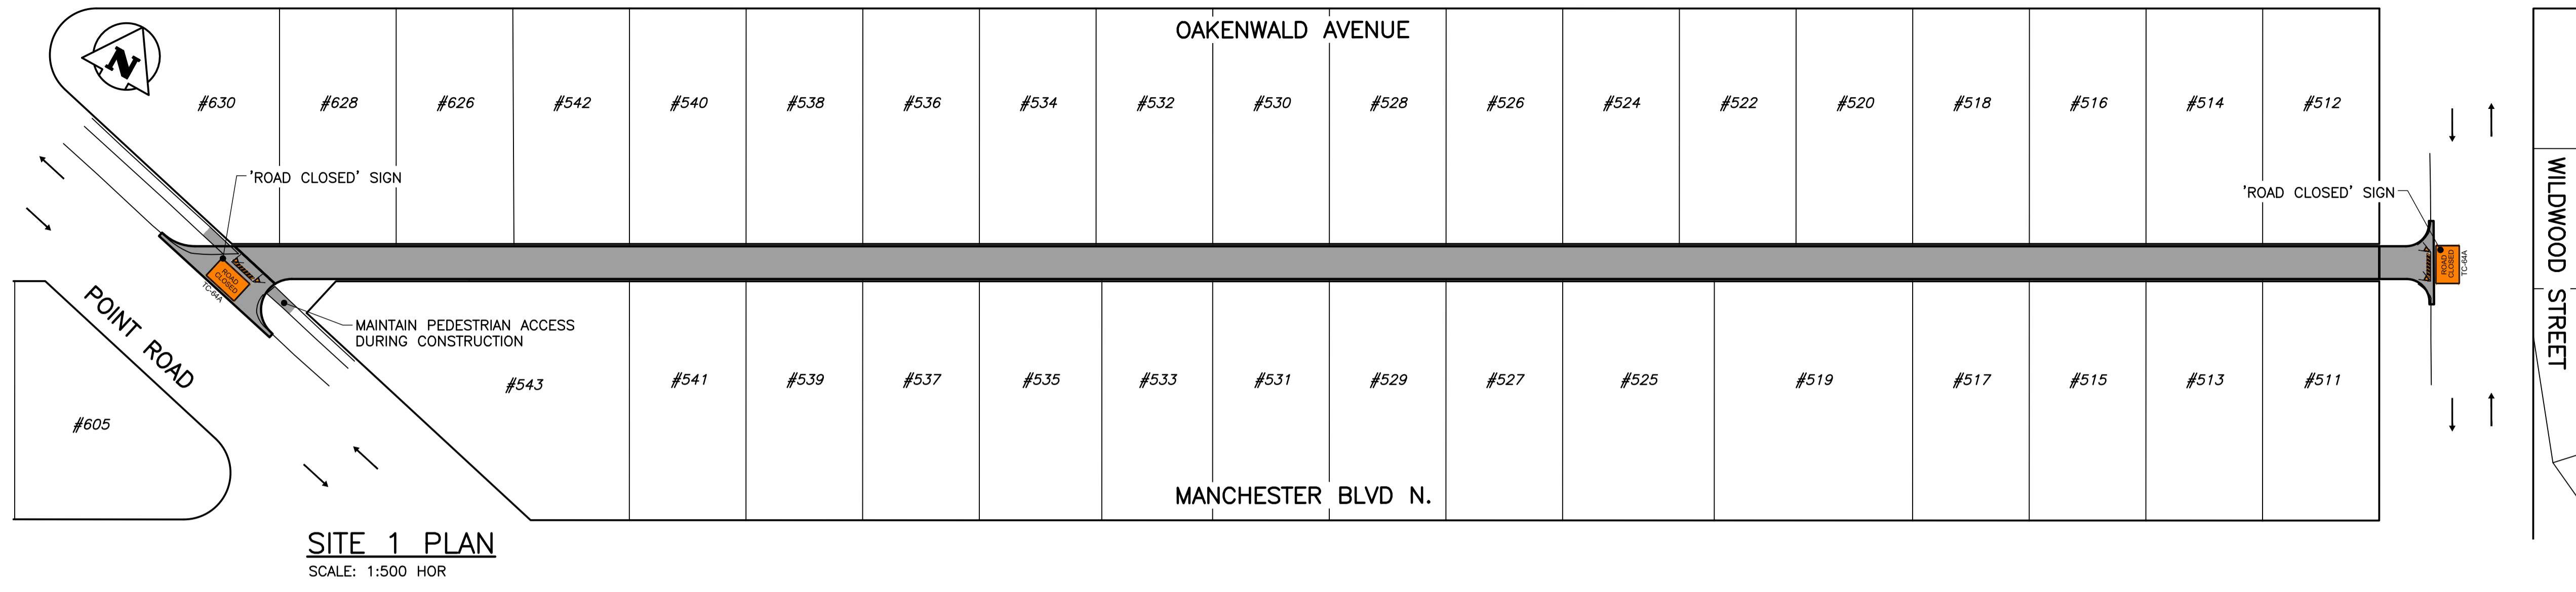 OAKENWALD AVENUE
N
#630
#628
#626
#542
#540
#538
#536
#534
#532
#530
#528
#526
#524
#522
#520
#518
#516
#514
#512
'ROAD CLOSED' SIGN
'ROAD CLOSED' SIGN
WILDWOOD STREET
ROAD
CLOSED
TC-64A
ROAD
CLOSED
TC-64A
POINT ROAD
MAINTAIN PEDESTRIAN ACCESS
DURING CONSTRUCTION
#543
#541
#539
#537
#535
#533
#531
#529
#527
#525
#519
#517
#515
#513
#511
#605
MANCHESTER BLVD N.
SITE 1 PLAN
SCALE: 1:500 HOR